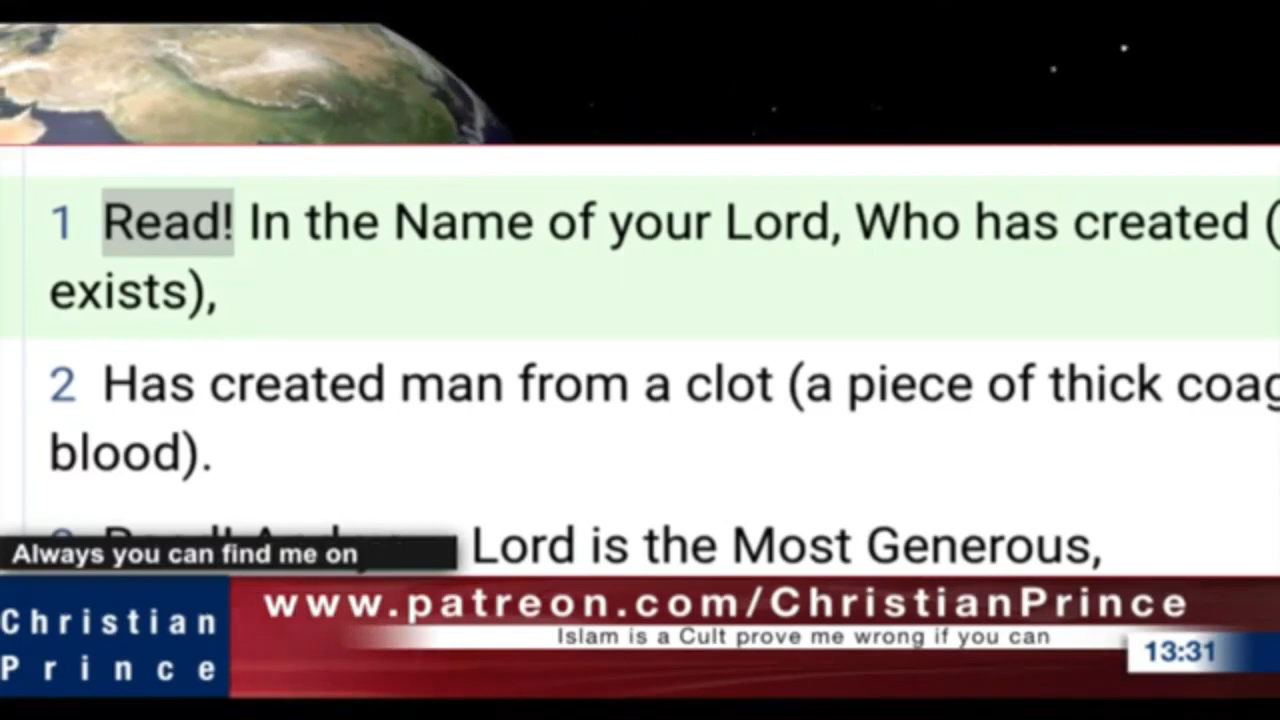 1 Read! In the Name of your Lord, Who has created (
exists),
2 Has created man from a clot (a piece of thick coag
blood).
Lord is the Most Generous,
Always you can find me on
Christian
Prince
www.patreon.com/ChristianPrince
Islam is a Cult prove me wrong if you can
13:31